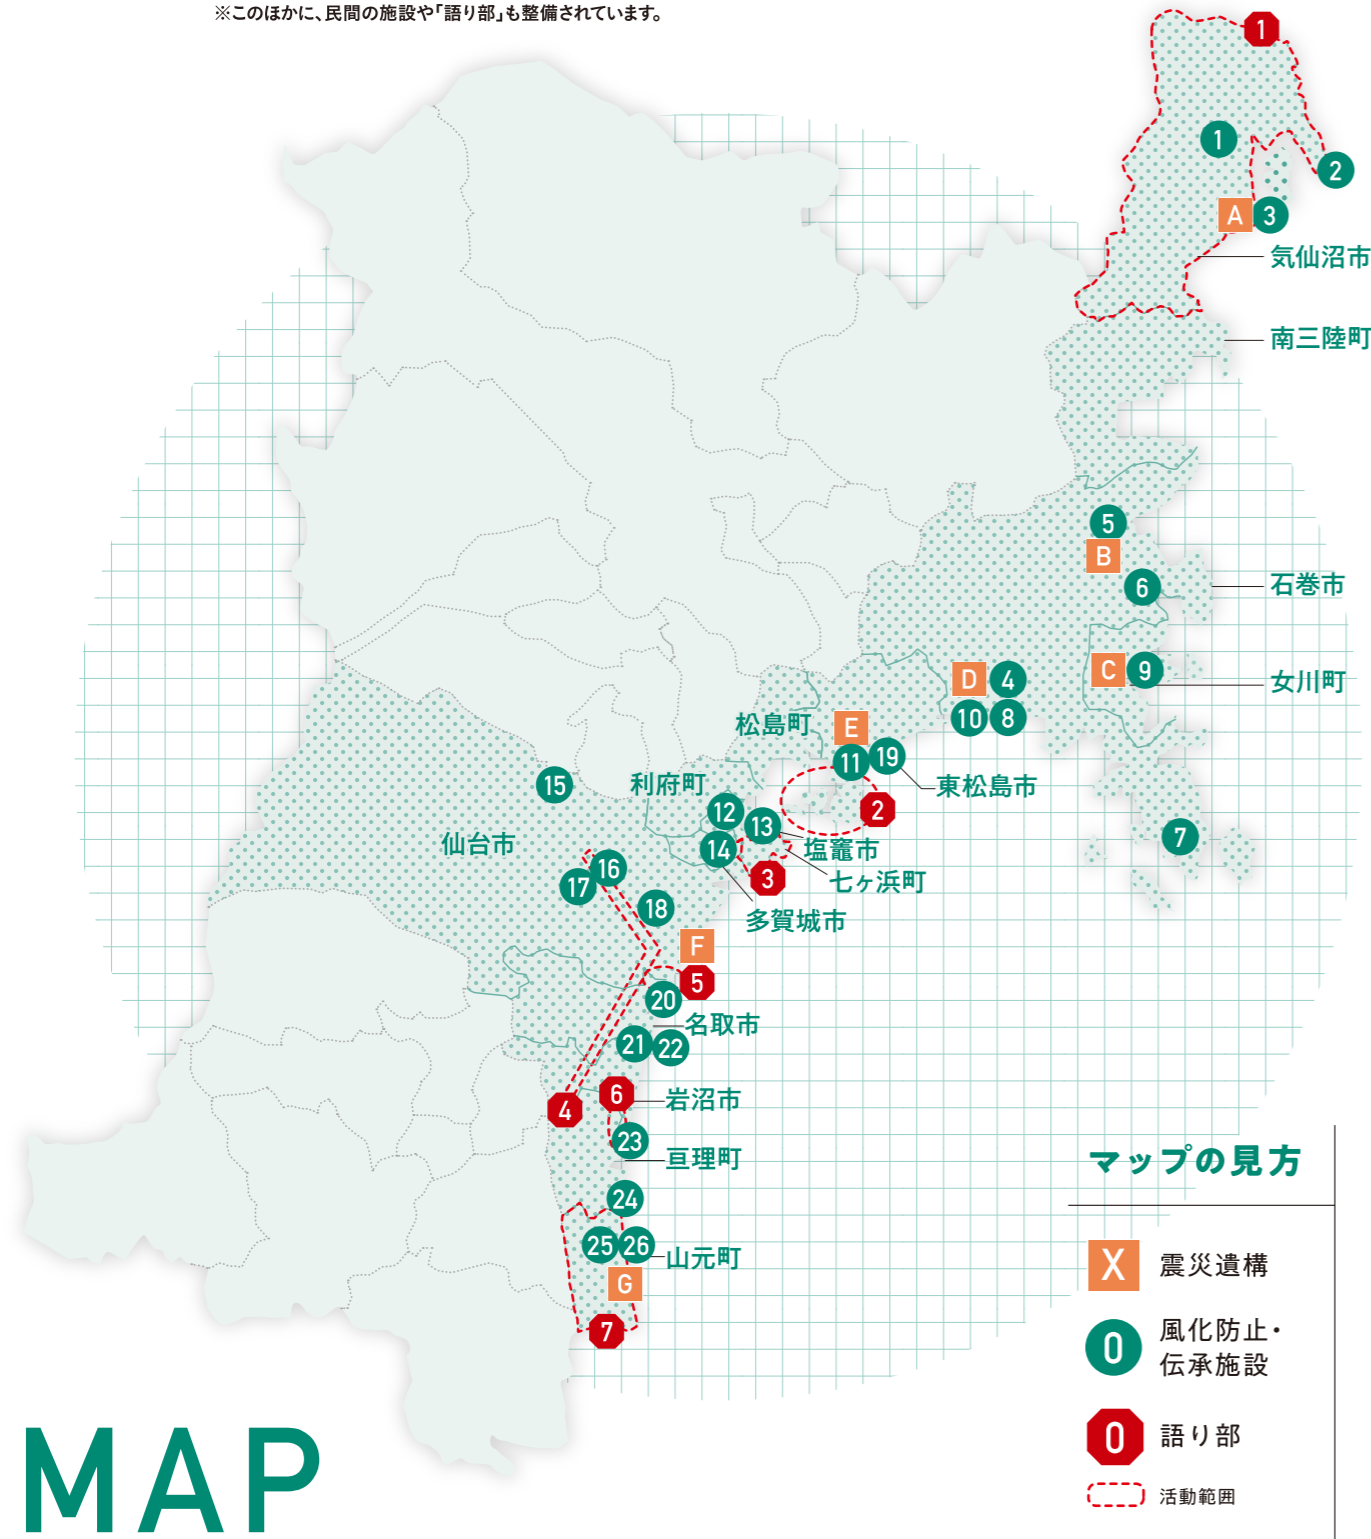 ※このほかに、民間の施設や「語り部」も整備されています。
1
1
2
A
3
気仙沼市
南三陸町
5
B
6
石巻市
C
9
女川町
D
4
10
8
松島町
E
11
19
東松島市
2
15
利府町
12
13
塩竈市
14
七ヶ浜町
3
多賀城市
7
仙台市
16
17
18
F
5
20
名取市
21
22
4
6
岩沼市
23
亘理町
24
25
26
山元町
G
7
マップの見方
X
震災遺構
0
風化防止・
伝承施設
0
語り部
活動範囲
MAP